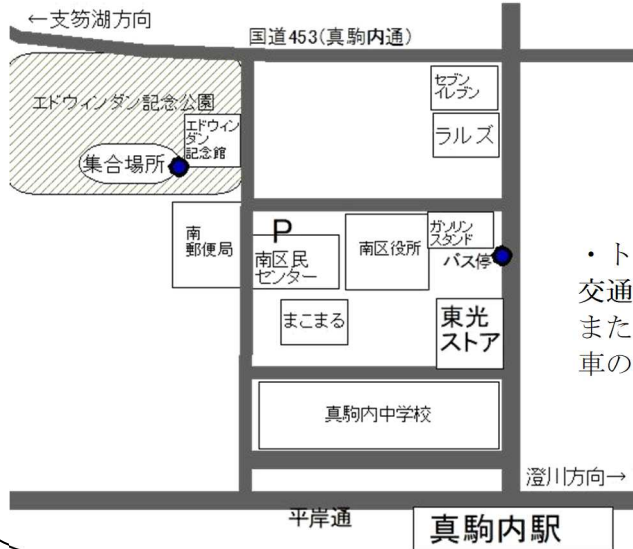 ←支笏湖方向
国道453(真駒内通)
エドウィンダン記念公園
エドウィン
ダン
記念館
集合場所
セブン
イレブン
ラルズ
南
郵便局
P
南区民
センター
南区役所
ガソリン
スタンド
バス停
まこまる
東光
ストア
・ト
交通
また
車の
真駒内中学校
澄川方向→
平岸通
真駒内駅